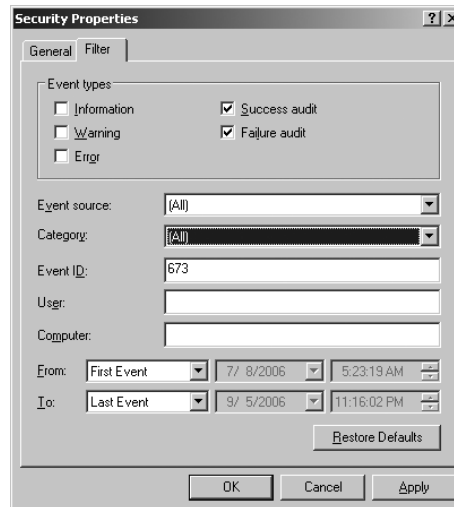 Security Properties
General Filter
Event types
Information Success audit
Warning Failure audit
Error
Event source: (All)
Category: (All)
Event ID: 673
User:
Computer:
From: First Event 7/ 8/2006 5:23:19 AM
To: Last Event 9/ 5/2006 11:16:02 PM
Restore Defaults
OK Cancel Apply